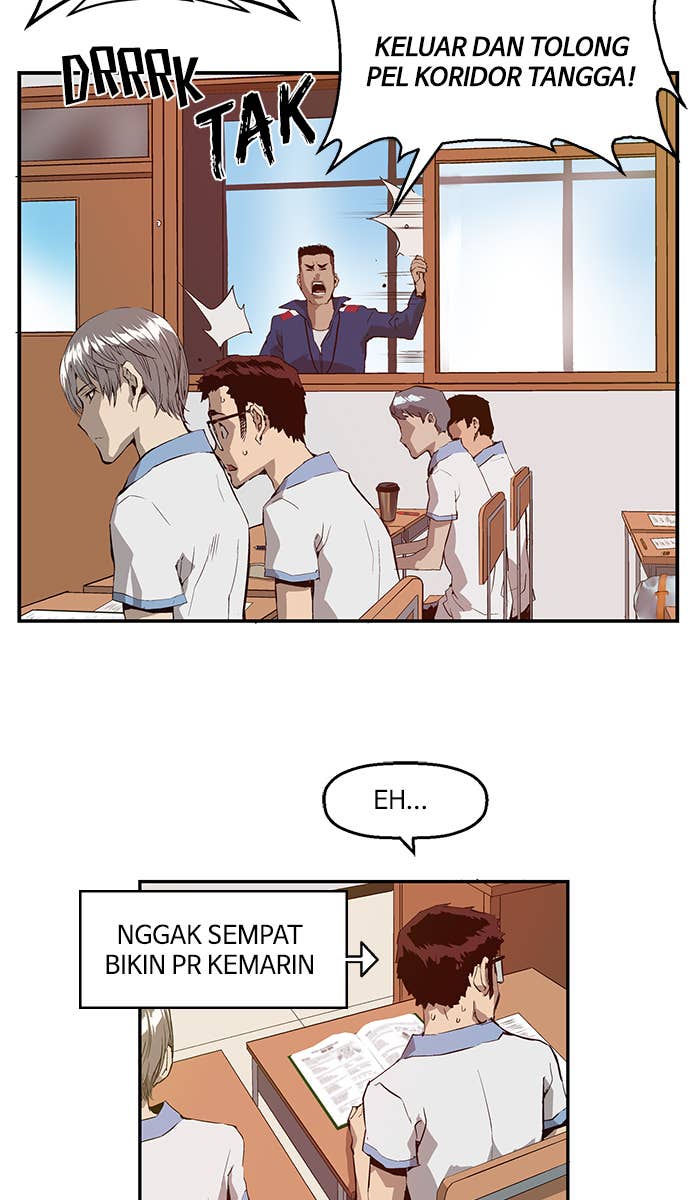 KELUAR DAN TOLONG
PEL KORIDOR TANGGA!
DRRRK
TAK
EH...
NGGAK SEMPAT
BIKIN PR KEMARIN